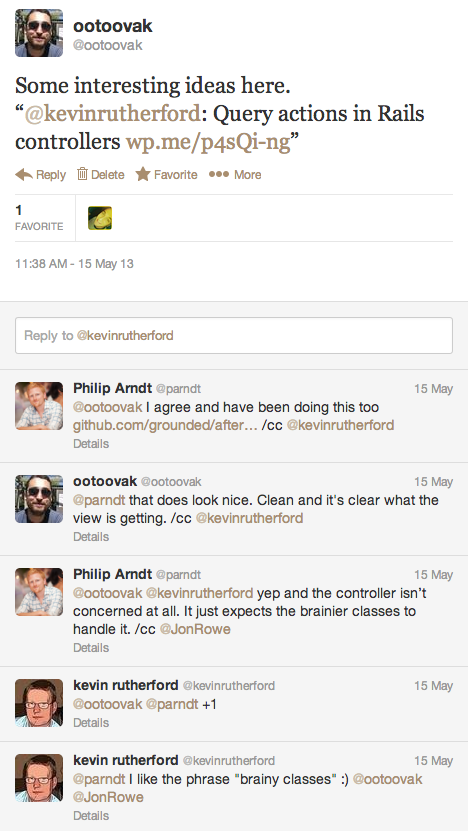 ootoovak
@ootoovak
Some interesting ideas here.
“@kevinrutherford: Query actions in Rails
controllers wp.me/p4sQi-ng”
Reply Delete Favorite More
1
FAVORITE
11:38 AM - 15 May 13
Reply to @kevinrutherford
Philip Arndt @parndt 15 May
@ootoovak I agree and have been doing this too
github.com/grounded/after… /cc @kevinrutherford
Details
ootoovak @ootoovak 15 May
@parndt that does look nice. Clean and it's clear what the
view is getting. /cc @kevinrutherford
Details
Philip Arndt @parndt 15 May
@ootoovak @kevinrutherford yep and the controller isn’t
concerned at all. It just expects the brainier classes to
handle it. /cc @JonRowe
Details
kevin rutherford @kevinrutherford 15 May
@ootoovak @parndt +1
Details
kevin rutherford @kevinrutherford 15 May
@parndt I like the phrase "brainy classes" :) @ootoovak
@JonRowe
Details